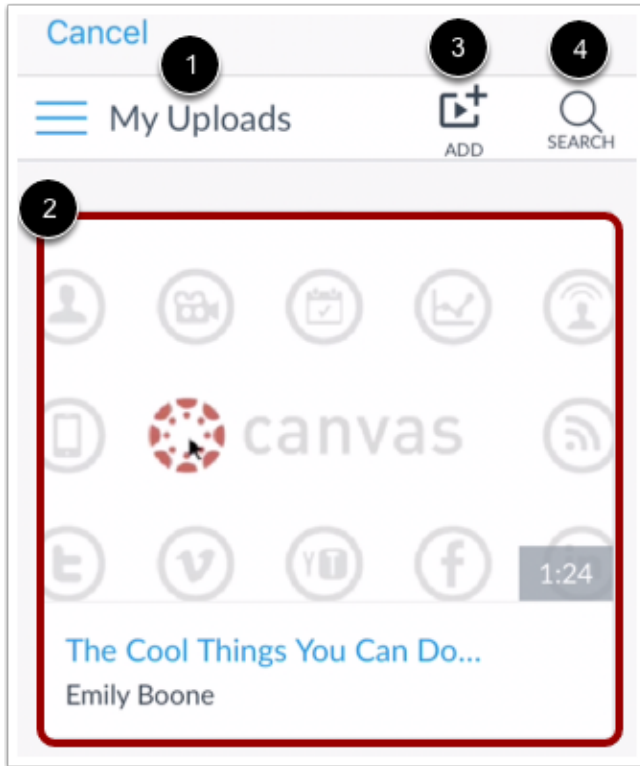 Cancel
1
3
4
My Uploads
ADD
SEARCH
2
canvas
1:24
The Cool Things You Can Do...
Emily Boone